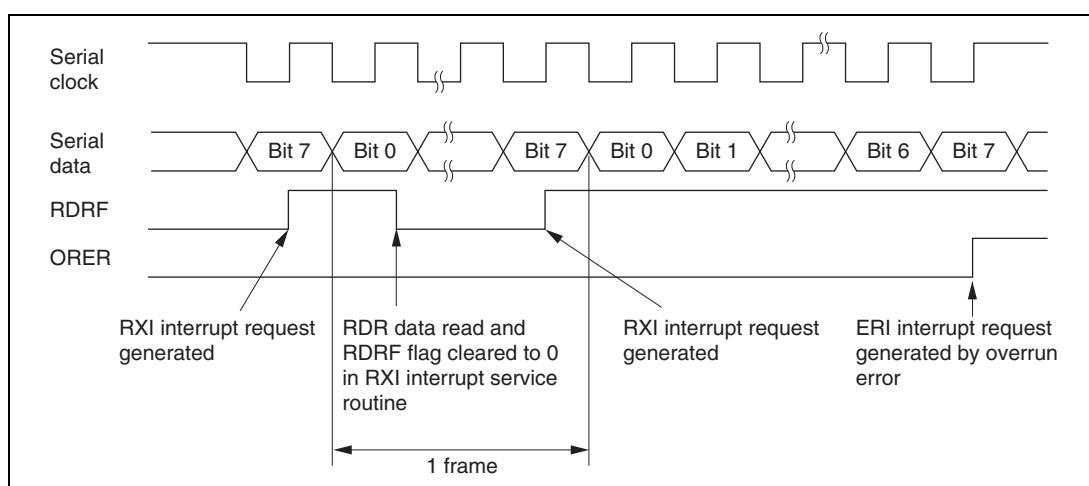 Serial
clock
Serial
data
Bit 7
Bit 0
Bit 7
Bit 0
Bit 1
Bit 6
Bit 7
RDRF
ORER
RXI interrupt request
generated
RDR data read and
RDRF flag cleared to 0
in RXI interrupt service
routine
RXI interrupt request
generated
ERI interrupt request
generated by overrun
error
1 frame